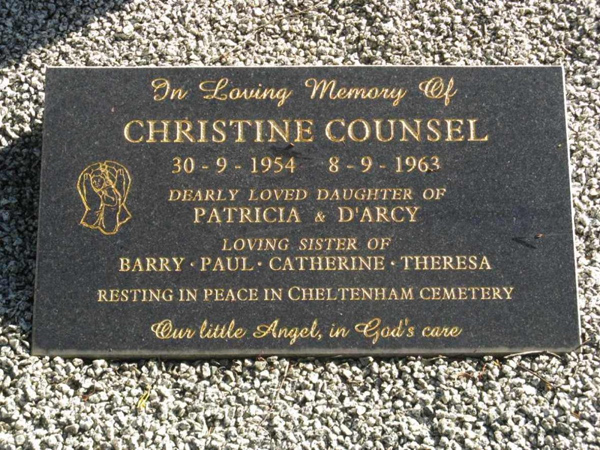 In Loving Memory Of
CHRISTINE COUNSEL
30 - 9 - 1954 8 - 9 - 1963
DEARLY LOVED DAUGHTER OF
PATRICIA & D'ARCY
LOVING SISTER OF
BARRY · PAUL · CATHERINE · THERESA
RESTING IN PEACE IN CHELTENHAM CEMETERY
Our little Angel, in God's care